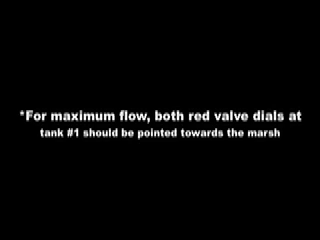 *For maximum flow, both red valve dials at
tank #1 should be pointed towards the marsh